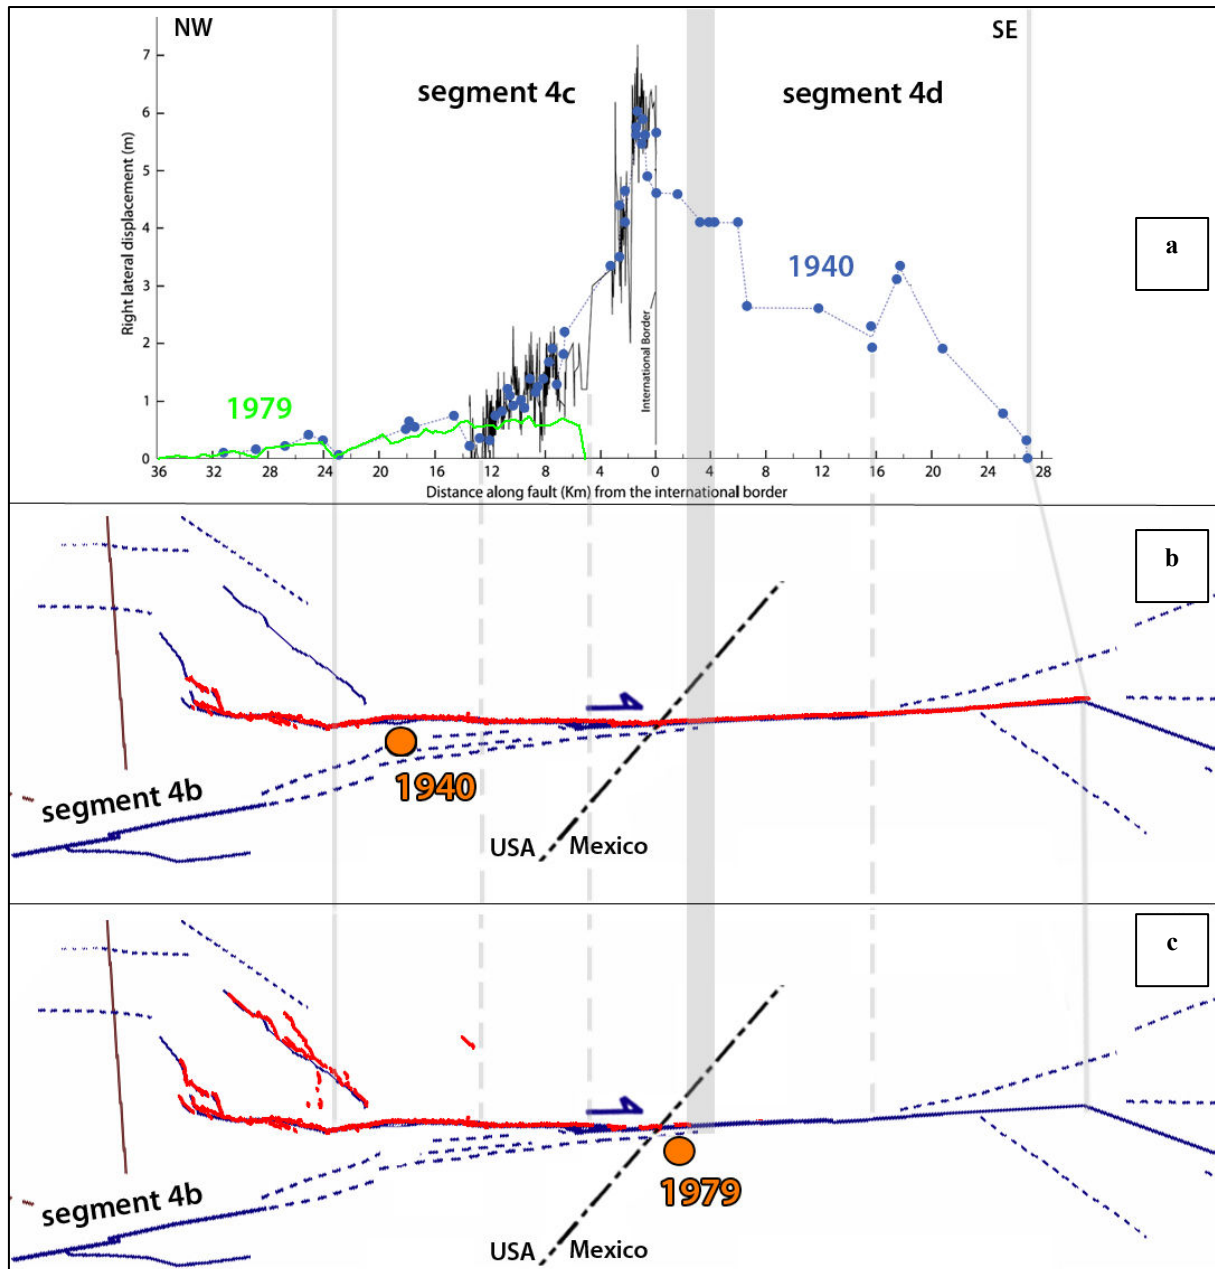 NW
SE
7
segment 4c
segment 4d
6
5
4
3
2
1
0
Right lateral displacement (m)
a
1940
International Border
1979
36
28
24
20
16
12
8
4
0
4
8
12
16
20
24
28
Distance along fault (Km) from the international border
b
1940
segment 4b
USA
Mexico
c
segment 4b
1979
USA
Mexico